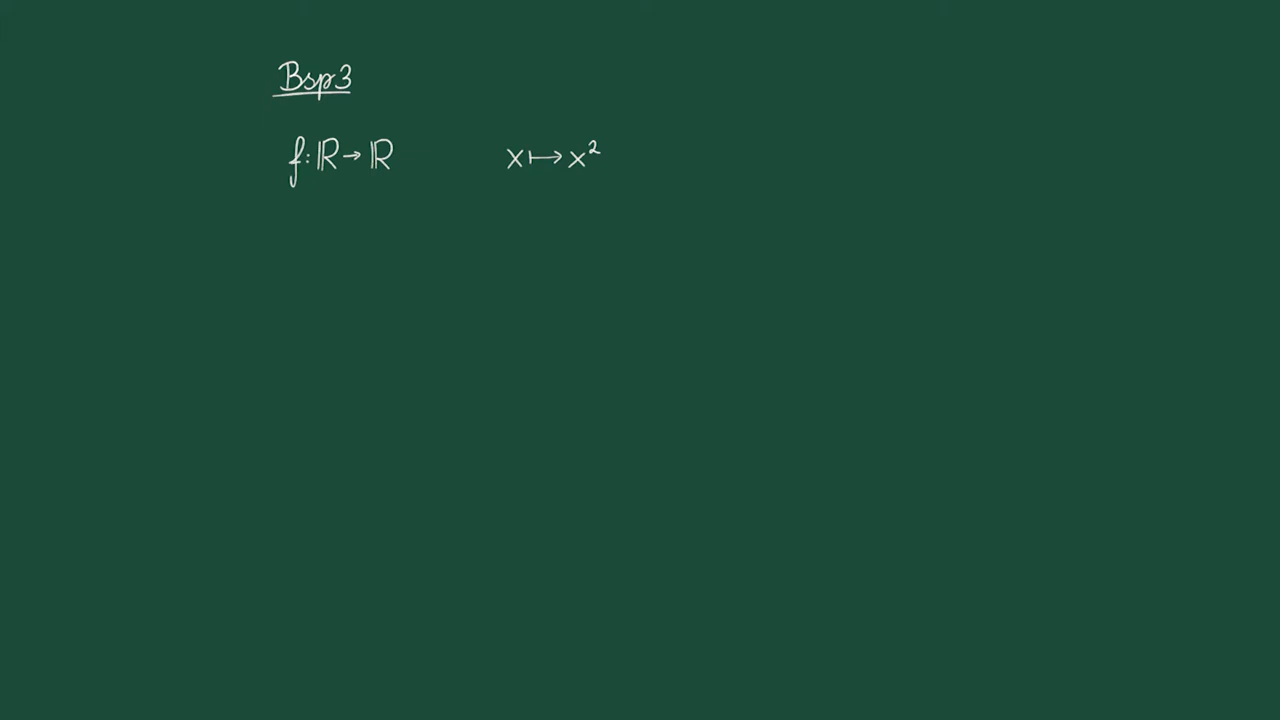 Bsp3
f: ℝ → ℝ x ↦ x²